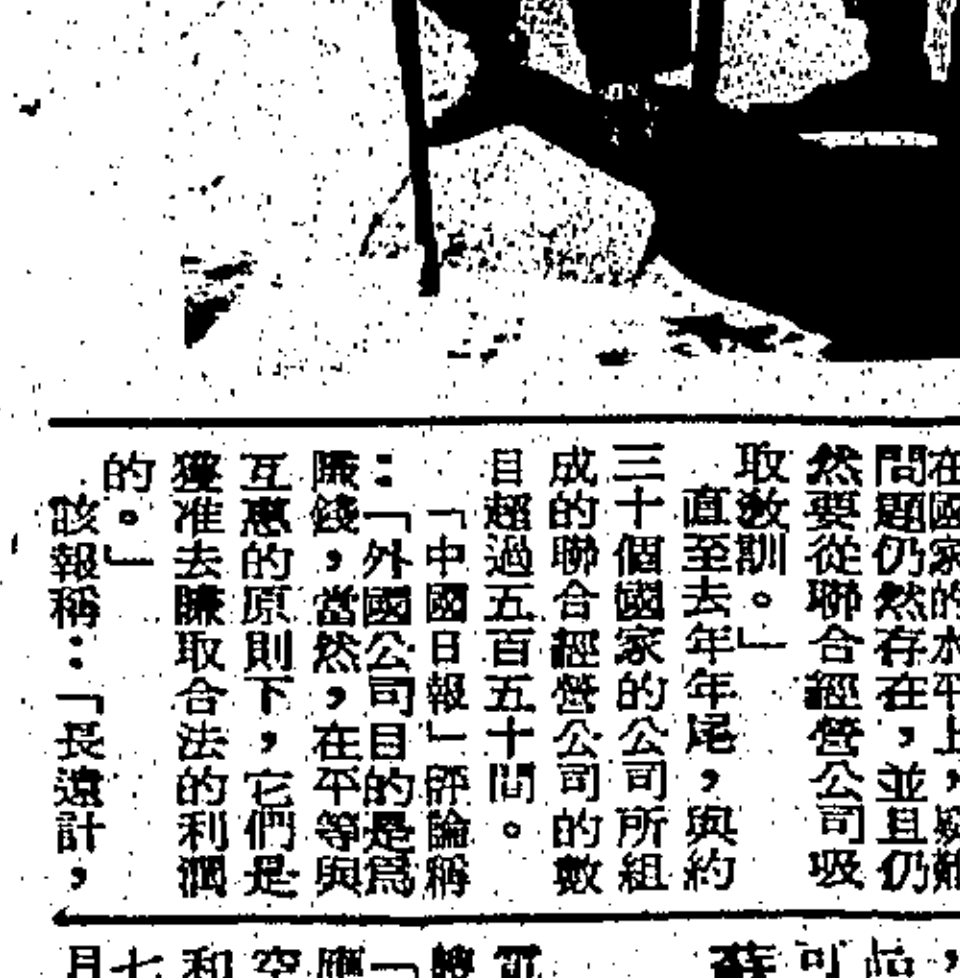 在國家的水平上，疑難
問題仍然存在，並且仍
然要從聯合經營公司吸
取教訓。」
直至去年年尾，與約
三十個國家的公司所組
成的聯合經營公司的數
目超過五百五十間。
「中國日報」評論稱
：「外國公司目的是爲
賺錢，當然，在平等與
互惠的原則下，它們是
獲准去賺取合法的利潤
的。」
該報稱：「長遠計，